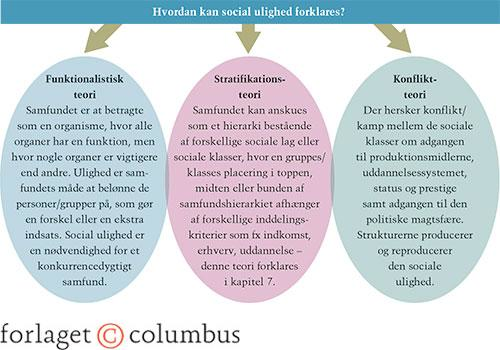 Hvordan kan social ulighed forklares?
Funktionalistisk
teori
Samfundet er at betragte
som en organisme, hvor alle
organer har en funktion, men
hvor nogle organer er vigtigere
end andre. Ulighed er sam-
fundets måde at belønne de
personer/grupper på, som gør
en forskel eller en ekstra
indsats. Social ulighed er
en nødvendighed for et
konkurrencedygtigt
samfund.
Stratifikations-
teori
Samfundet kan anskues
som et hierarki bestående
af forskellige sociale lag eller
sociale klasser, hvor en gruppes/
klasses placering i toppen,
midten eller bunden af
samfundshierarkiet afhænger
af forskellige inddelings-
kriterier som fx indkomst,
erhverv, uddannelse –
denne teori forklares
i kapitel 7.
Konflikt-
teori
Der hersker konflikt/
kamp mellem de sociale
klasser om adgangen
til produktionsmidlerne,
uddannelsessystemet,
status og prestige
samt adgangen til den
politiske magtsfære.
Strukturerne producerer
og reproducerer
den sociale
ulighed.
forlaget © columbus